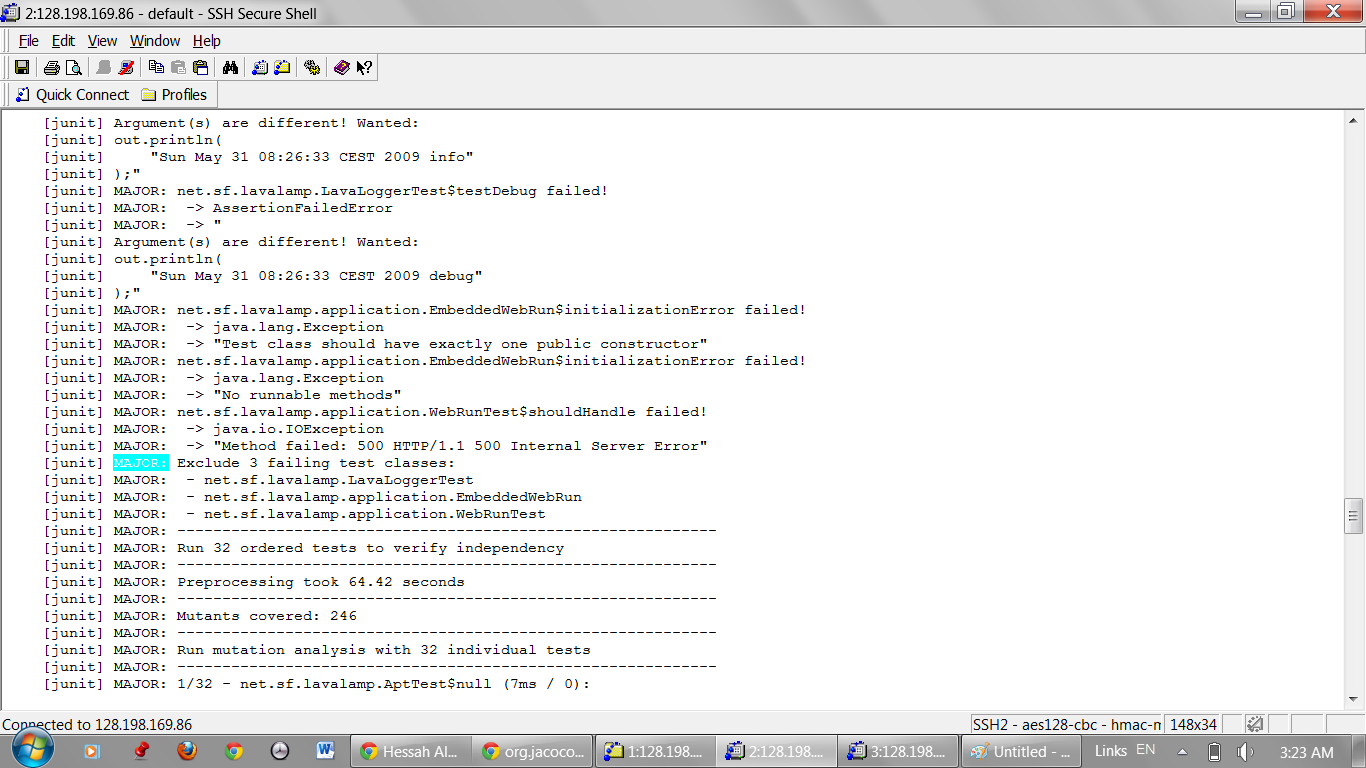 2:128.198.169.86 - default - SSH Secure Shell
File Edit View Window Help
Quick Connect Profiles
[junit] Argument(s) are different! Wanted:
[junit] out.println(
[junit]     "Sun May 31 08:26:33 CEST 2009 info"
[junit] );"
[junit] MAJOR: net.sf.lavalamp.LavaLoggerTest$testDebug failed!
[junit] MAJOR:  -> AssertionFailedError
[junit] MAJOR:  -> "
[junit] Argument(s) are different! Wanted:
[junit] out.println(
[junit]     "Sun May 31 08:26:33 CEST 2009 debug"
[junit] );"
[junit] MAJOR: net.sf.lavalamp.application.EmbeddedWebRun$initializationError failed!
[junit] MAJOR:  -> java.lang.Exception
[junit] MAJOR:  -> "Test class should have exactly one public constructor"
[junit] MAJOR: net.sf.lavalamp.application.EmbeddedWebRun$initializationError failed!
[junit] MAJOR:  -> java.lang.Exception
[junit] MAJOR:  -> "No runnable methods"
[junit] MAJOR: net.sf.lavalamp.application.WebRunTest$shouldHandle failed!
[junit] MAJOR:  -> java.io.IOException
[junit] MAJOR:  -> "Method failed: 500 HTTP/1.1 500 Internal Server Error"
[junit] MAJOR: Exclude 3 failing test classes:
[junit] MAJOR:  - net.sf.lavalamp.LavaLoggerTest
[junit] MAJOR:  - net.sf.lavalamp.application.EmbeddedWebRun
[junit] MAJOR:  - net.sf.lavalamp.application.WebRunTest
[junit] MAJOR: ------------------------------------------------------------
[junit] MAJOR: Run 32 ordered tests to verify independency
[junit] MAJOR: ------------------------------------------------------------
[junit] MAJOR: Preprocessing took 64.42 seconds
[junit] MAJOR: ------------------------------------------------------------
[junit] MAJOR: Mutants covered: 246
[junit] MAJOR: ------------------------------------------------------------
[junit] MAJOR: Run mutation analysis with 32 individual tests
[junit] MAJOR: ------------------------------------------------------------
[junit] MAJOR: 1/32 - net.sf.lavalamp.AptTest$null (7ms / 0):
Connected to 128.198.169.86 SSH2 - aes128-cbc - hmac-m 148x34
Hessah Al... org.jacoco... 1:128.198.... 2:128.198.... 3:128.198.... Untitled - ... Links EN 3:23 AM